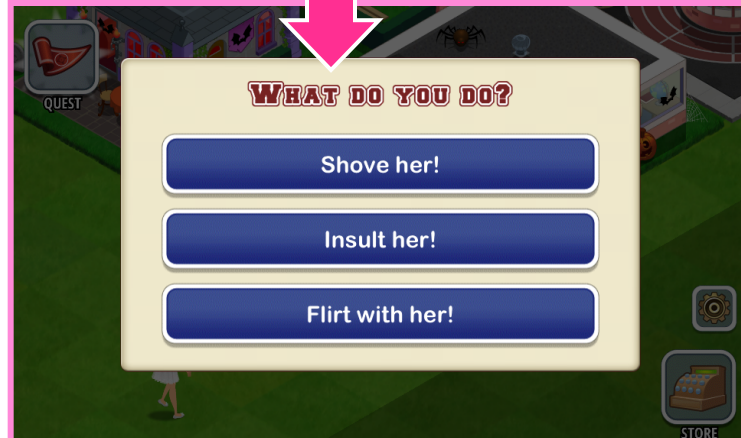 QUEST
What do you do?
Shove her!
Insult her!
Flirt with her!
STORE